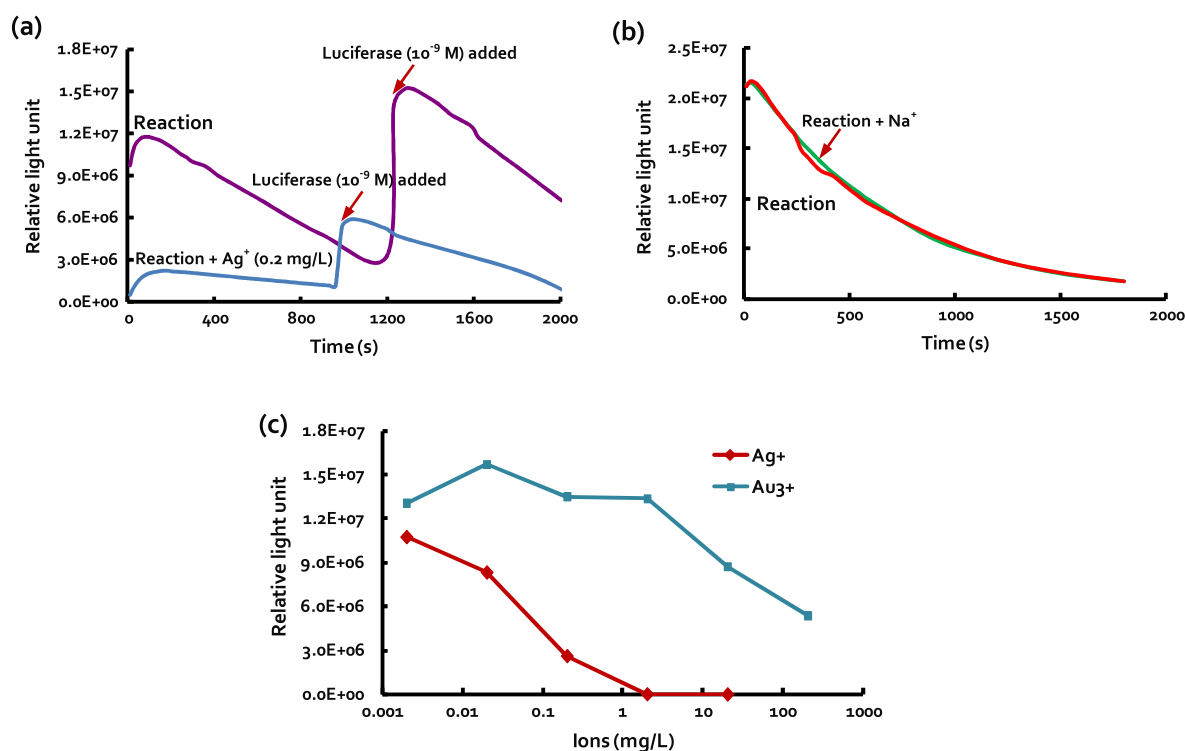 (a)
1.8E+07
1.5E+07
1.2E+07
9.0E+06
6.0E+06
3.0E+06
0.0E+00
Relative light unit
Luciferase (10⁻⁹ M) added
Reaction
Luciferase (10⁻⁹ M) added
Reaction + Ag⁺ (0.2 mg/L)
0 400 800 1200 1600 2000
Time (s)
(b)
2.5E+07
2.0E+07
1.5E+07
1.0E+07
5.0E+06
0.0E+00
Relative light unit
Reaction + Na⁺
Reaction
0 500 1000 1500 2000
Time (s)
(c)
1.8E+07
1.5E+07
1.2E+07
9.0E+06
6.0E+06
3.0E+06
0.0E+00
Relative light unit
Ag+
Au3+
0.001 0.01 0.1 1 10 100 1000
Ions (mg/L)